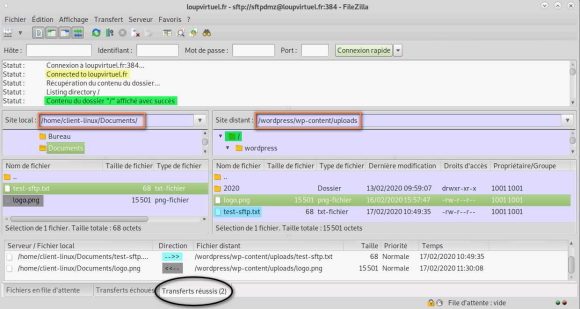 loupvirtuel.fr - sftp://sftpdmz@loupvirtuel.fr:384 - FileZilla
Fichier Édition Affichage Transfert Serveur Favoris ?
Hôte : Identifiant : Mot de passe : Port : Connexion rapide
Statut : Connexion à loupvirtuel.fr:384...
Statut : Connected to loupvirtuel.fr
Statut : Récupération du contenu du dossier...
Statut : Listing directory /
Statut : Contenu du dossier "/" affiché avec succès
Site local : /home/client-linux/Documents/ Site distant : /wordpress/wp-content/uploads
Bureau /
Documents wordpress
Nom de fichier Taille de fichier Type de fichier Nom de fichier Taille de fichier Type de fichier Dernière modification Droits d'accès Propriétaire/Groupe
.. ..
test-sftp.txt 68 txt-fichier 2020 Dossier 13/02/2020 09:59:07 drwxr-xr-x 1001 1001
logo.png 15 501 png-fichier logo.png 15 501 png-fichier 16/02/2020 15:57:47 -rw-r--r-- 1001 1001
test-sftp.txt 68 txt-fichier 17/02/2020 10:49:35 -rw-r--r-- 1001 1001
Sélection de 1 fichier. Taille totale : 68 octets Sélection de 1 fichier. Taille totale : 15501 octets
Serveur / Fichier local Direction Fichier distant Taille Priorité Temps
/home/client-linux/Documents/test-sftp.... -->> /wordpress/wp-content/uploads/test-sftp.txt 68 Normale 17/02/2020 10:49:35
/home/client-linux/Documents/logo.png <<-- /wordpress/wp-content/uploads/logo.png 15501 Normale 17/02/2020 11:30:08
Fichiers en file d'attente Transferts échoués Transferts réussis (2)
File d'attente : vide